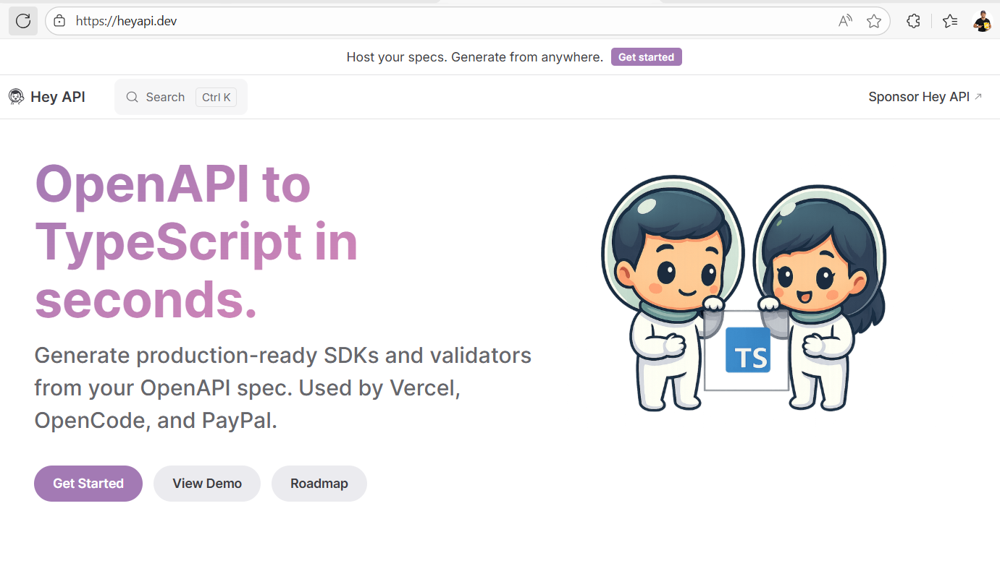 https://heyapi.dev
Host your specs. Generate from anywhere. Get started
Hey API Search Ctrl K Sponsor Hey API ↗
OpenAPI to
TypeScript in
seconds.
Generate production-ready SDKs and validators
from your OpenAPI spec. Used by Vercel,
OpenCode, and PayPal.
TS
Get Started View Demo Roadmap